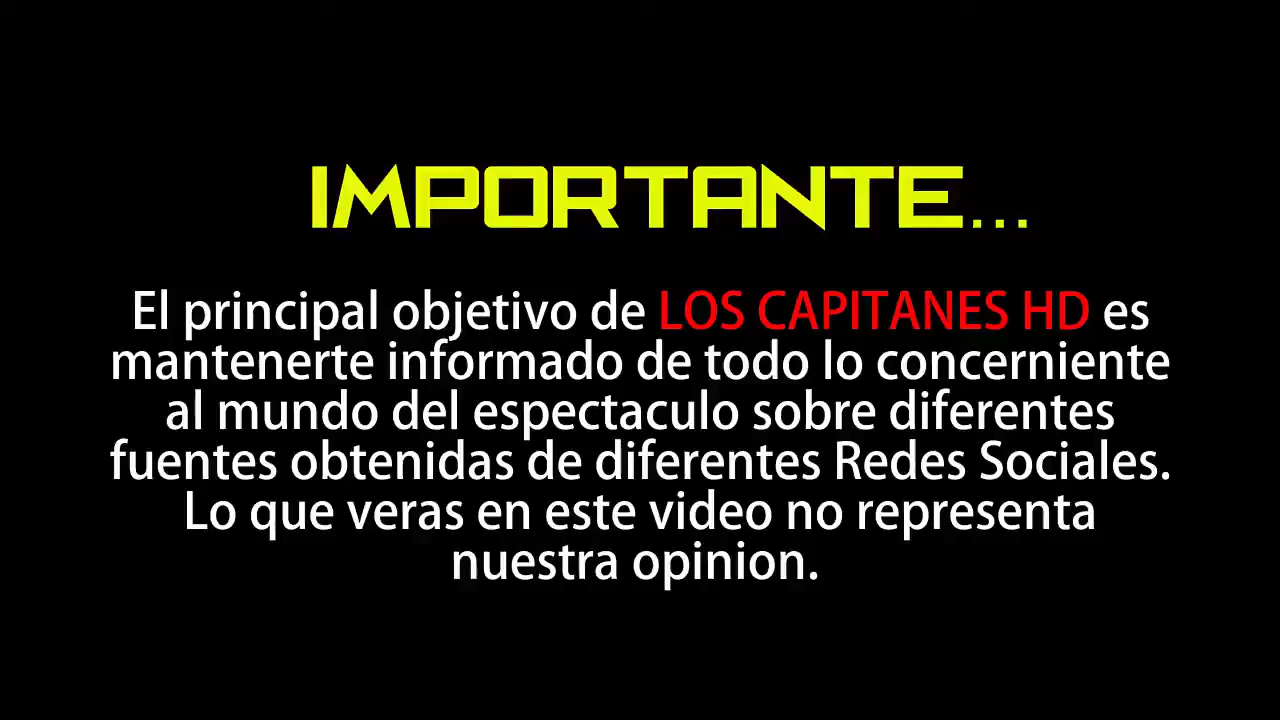 IMPORTANTE...
El principal objetivo de LOS CAPITANES HD es
mantenerte informado de todo lo concerniente
al mundo del espectaculo sobre diferentes
fuentes obtenidas de diferentes Redes Sociales.
Lo que veras en este video no representa
nuestra opinion.